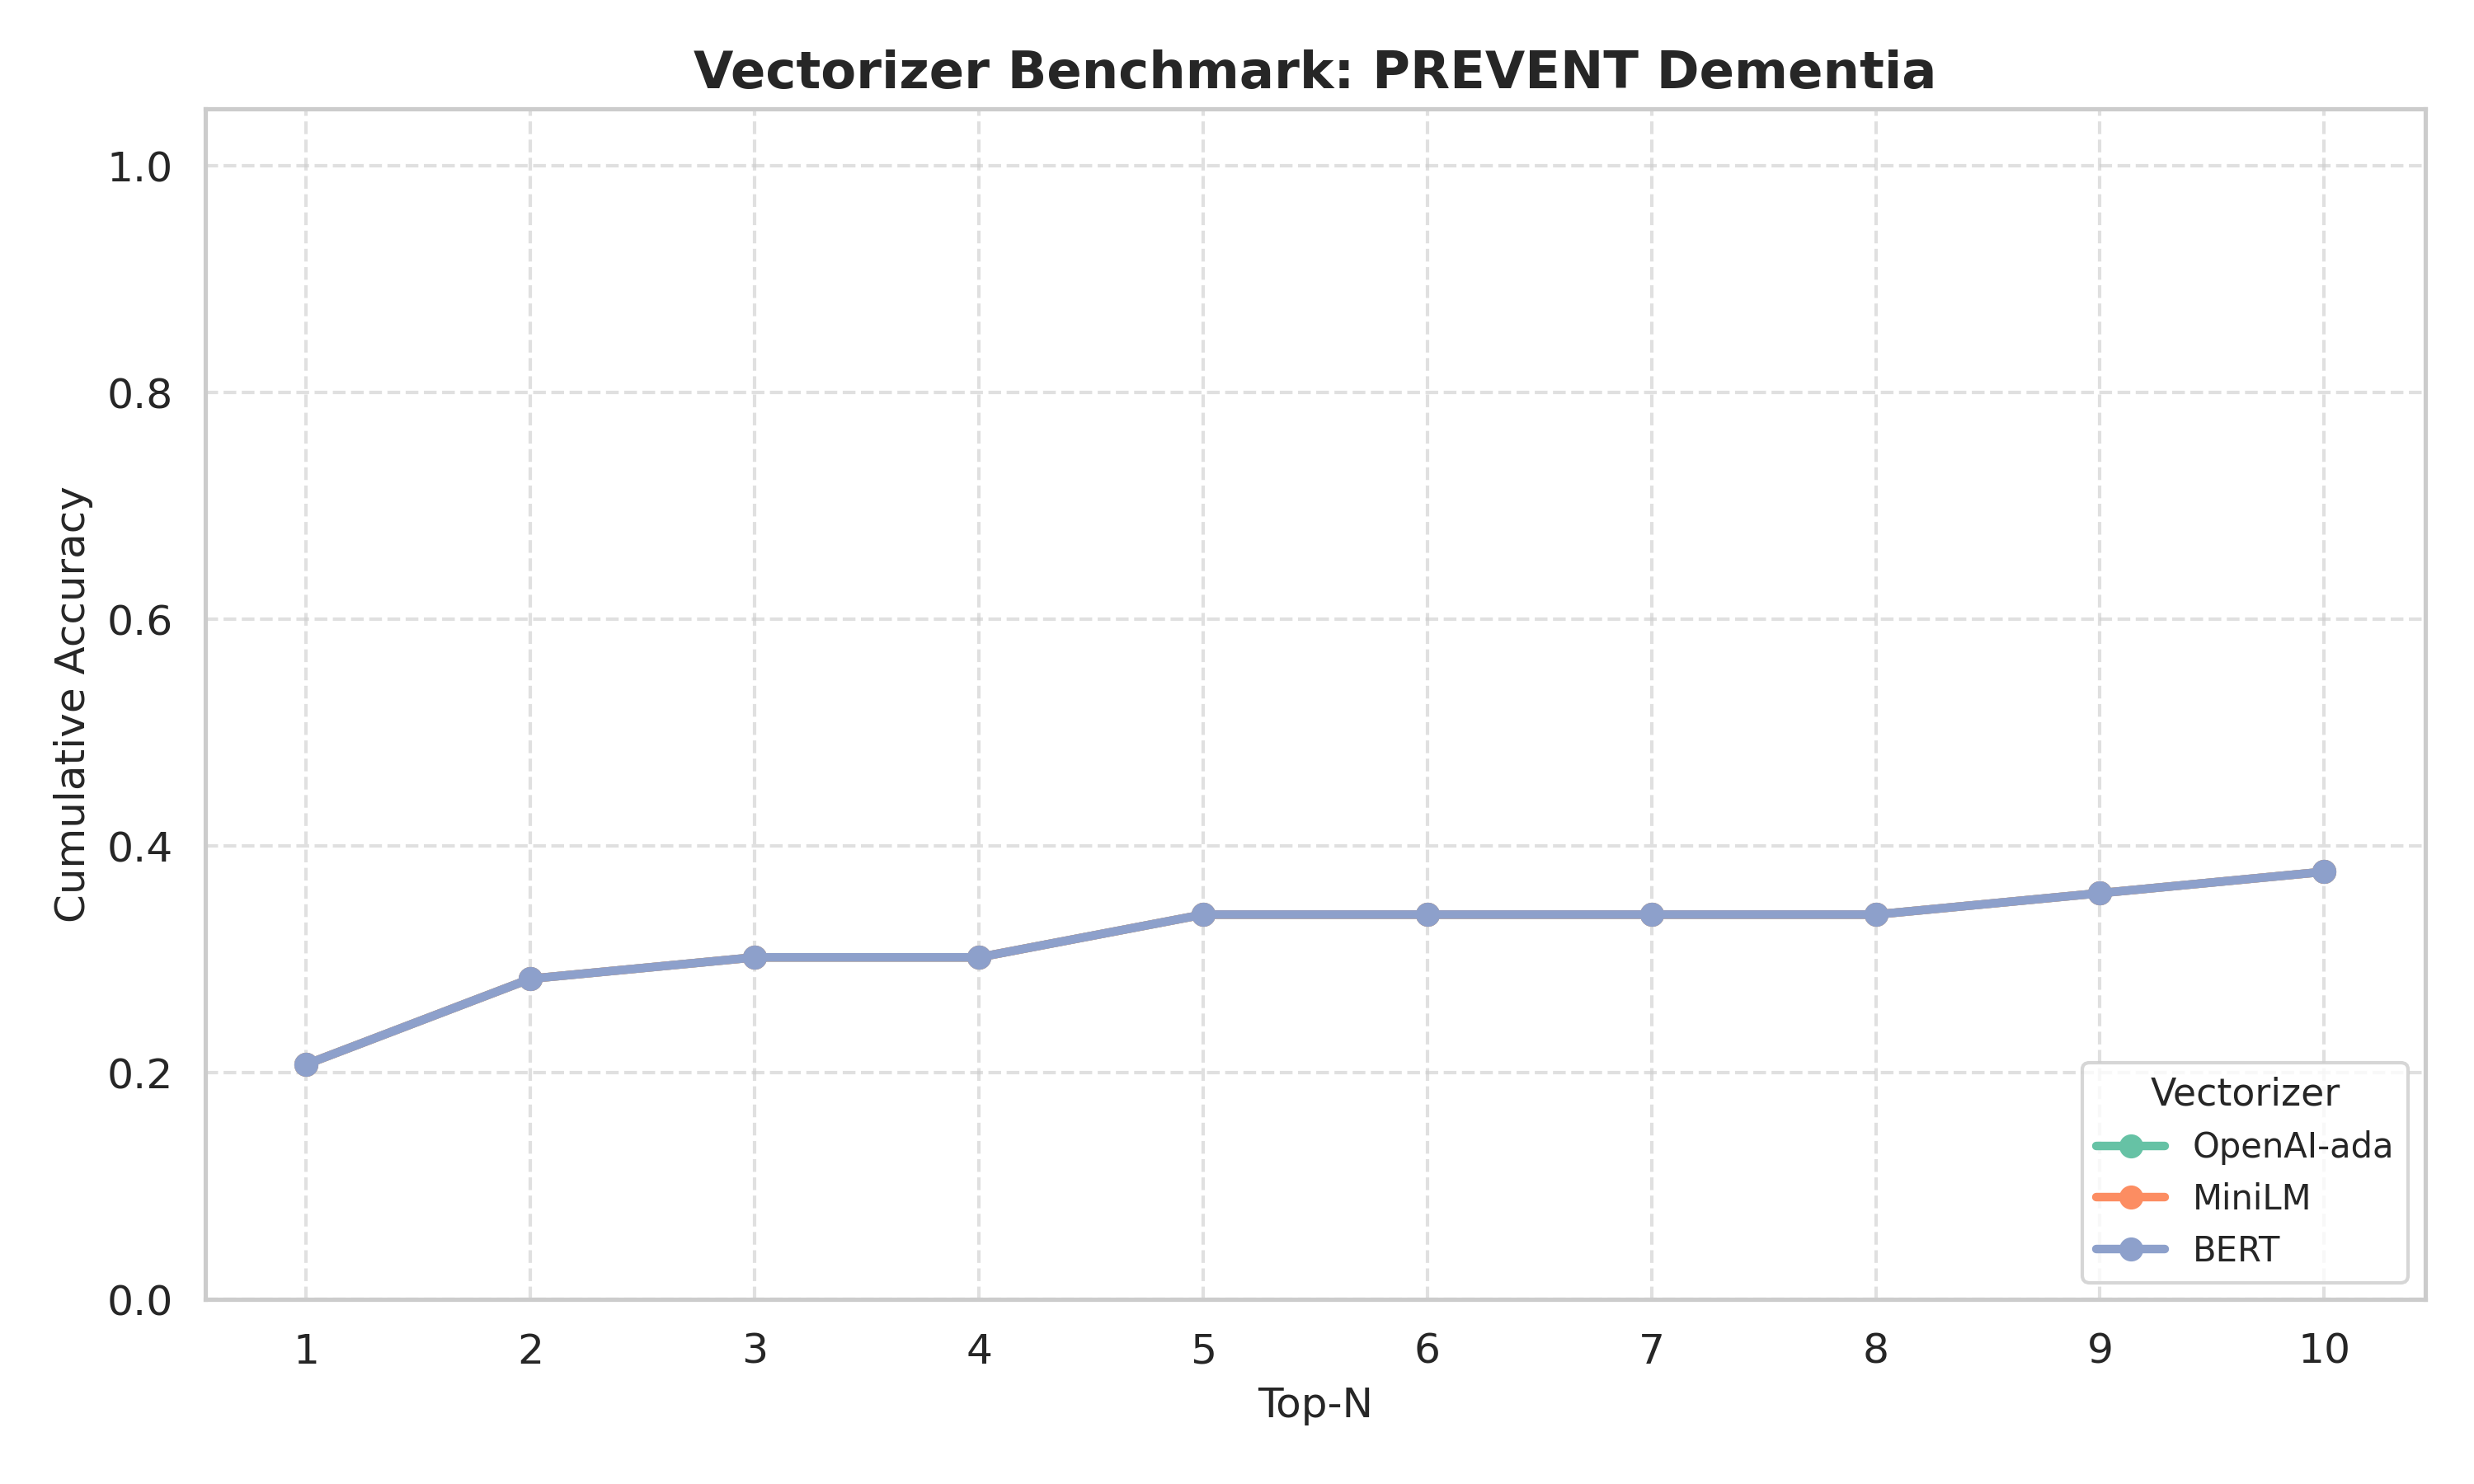 Vectorizer Benchmark: PREVENT Dementia
Cumulative Accuracy
1.0
0.8
0.6
0.4
0.2
0.0
Vectorizer
OpenAI-ada
MiniLM
BERT
1 2 3 4 5 6 7 8 9 10
Top-N